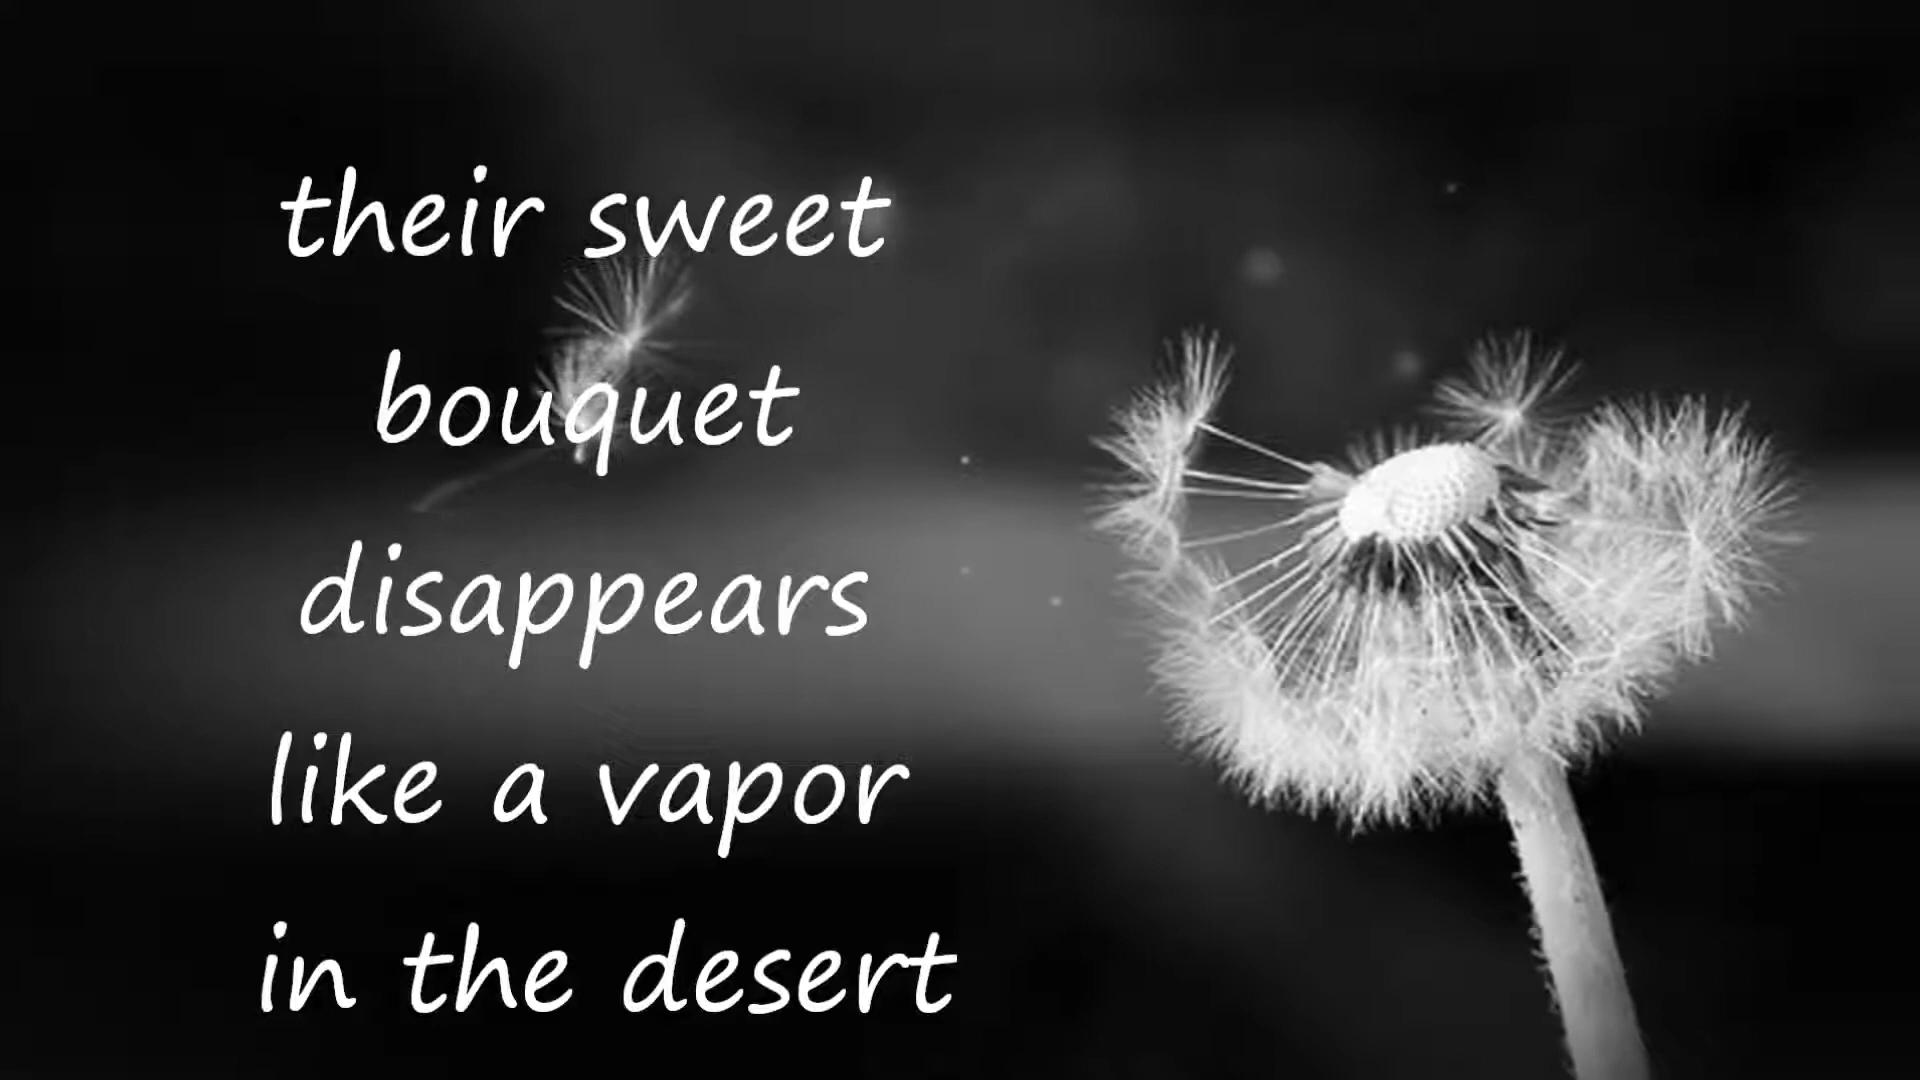 their sweet
bouquet
disappears
like a vapor
in the desert